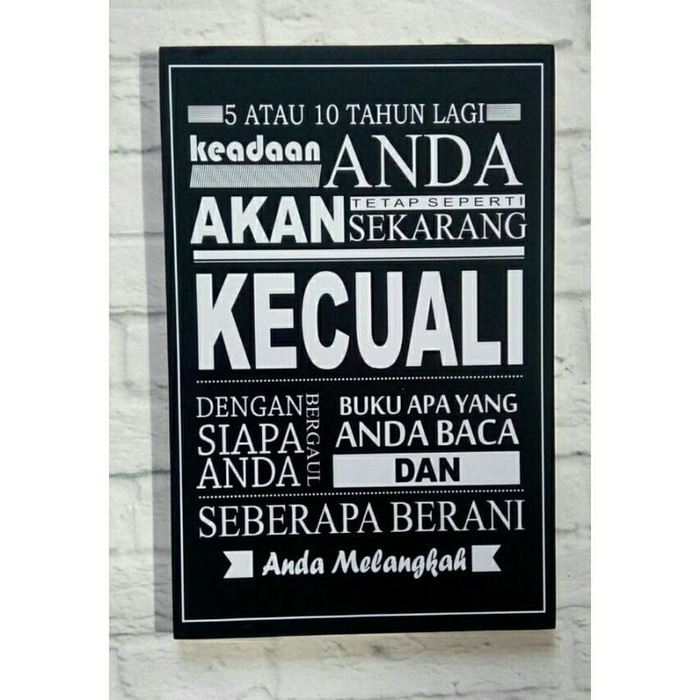 5 ATAU 10 TAHUN LAGI
keadaan ANDA
AKAN TETAP SEPERTI
SEKARANG
KECUALI
DENGAN
SIAPA
ANDA
BERGAUL
BUKU APA YANG
ANDA BACA
DAN
SEBERAPA BERANI
Anda Melangkah